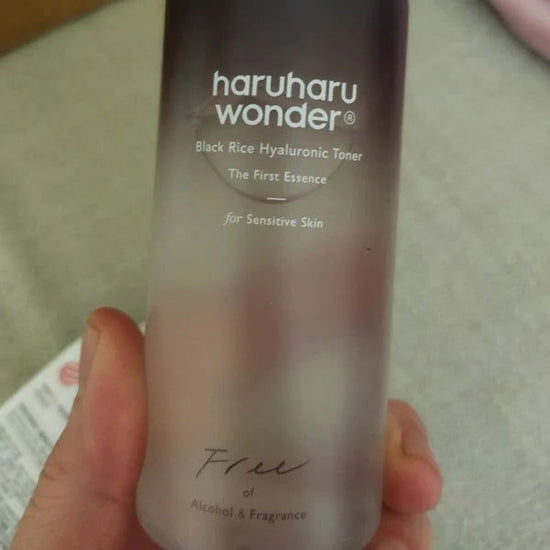 haruharu
wonder®
Black Rice Hyaluronic Toner
The First Essence
for Sensitive Skin
Free
of
Alcohol & Fragrance